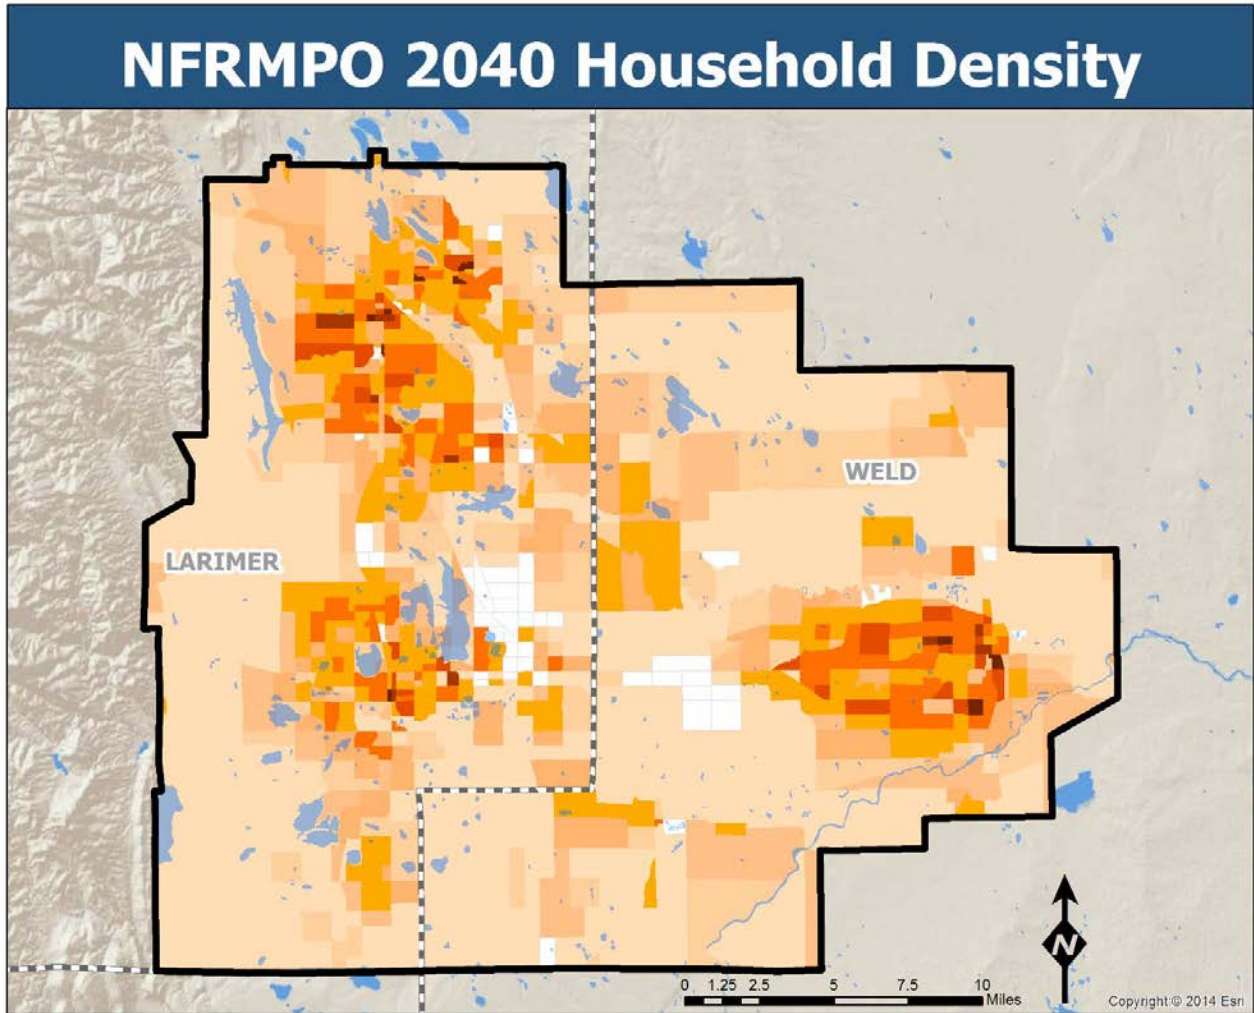 NFRMPO 2040 Household Density
WELD
LARIMER
N
0 1.25 2.5 5 7.5 10
Miles
Copyright:© 2014 Esri